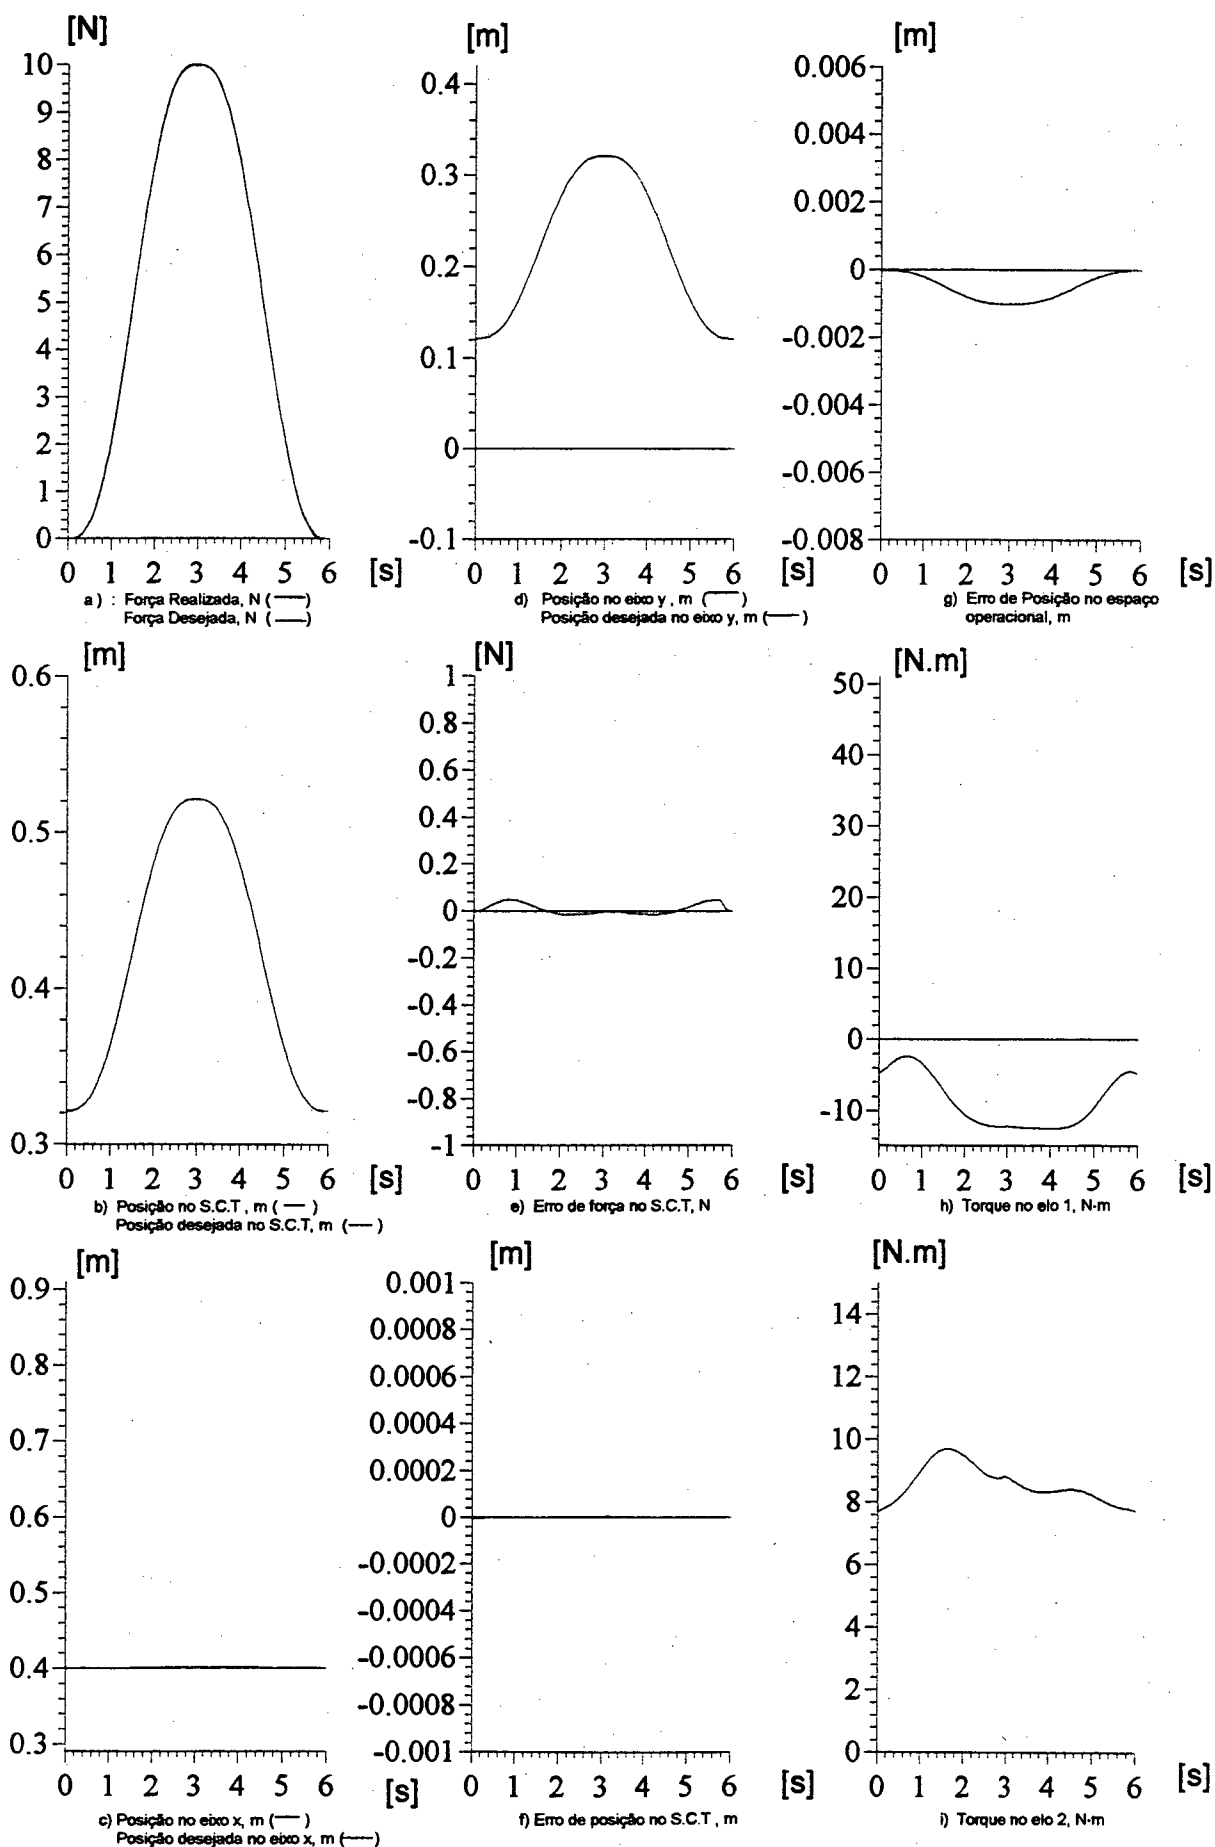 [N]
10
9
8
7
6
5
4
3
2
1
0
0 1 2 3 4 5 6 [s]
a) : Força Realizada, N ( — )
Força Desejada, N ( — )
[m]
0.4
0.3
0.2
0.1
0
-0.1
0 1 2 3 4 5 6 [s]
d) Posição no eixo y , m ( — )
Posição desejada no eixo y, m ( — )
[m]
0.006
0.004
0.002
0
-0.002
-0.004
-0.006
-0.008
0 1 2 3 4 5 6 [s]
g) Erro de Posição no espaço
operacional, m
[m]
0.6
0.5
0.4
0.3
0 1 2 3 4 5 6 [s]
b) Posição no S.C.T , m ( — )
Posição desejada no S.C.T, m ( — )
[N]
1
0.8
0.6
0.4
0.2
0
-0.2
-0.4
-0.6
-0.8
-1
0 1 2 3 4 5 6 [s]
e) Erro de força no S.C.T, N
[N.m]
50
40
30
20
10
0
-10
0 1 2 3 4 5 6 [s]
h) Torque no elo 1, N-m
[m]
0.9
0.8
0.7
0.6
0.5
0.4
0.3
0 1 2 3 4 5 6 [s]
c) Posição no eixo x, m ( — )
Posição desejada no eixo x, m ( — )
[m]
0.001
0.0008
0.0006
0.0004
0.0002
0
-0.0002
-0.0004
-0.0006
-0.0008
-0.001
0 1 2 3 4 5 6 [s]
f) Erro de posição no S.C.T , m
[N.m]
14
12
10
8
6
4
2
0
0 1 2 3 4 5 6 [s]
i) Torque no elo 2, N-m